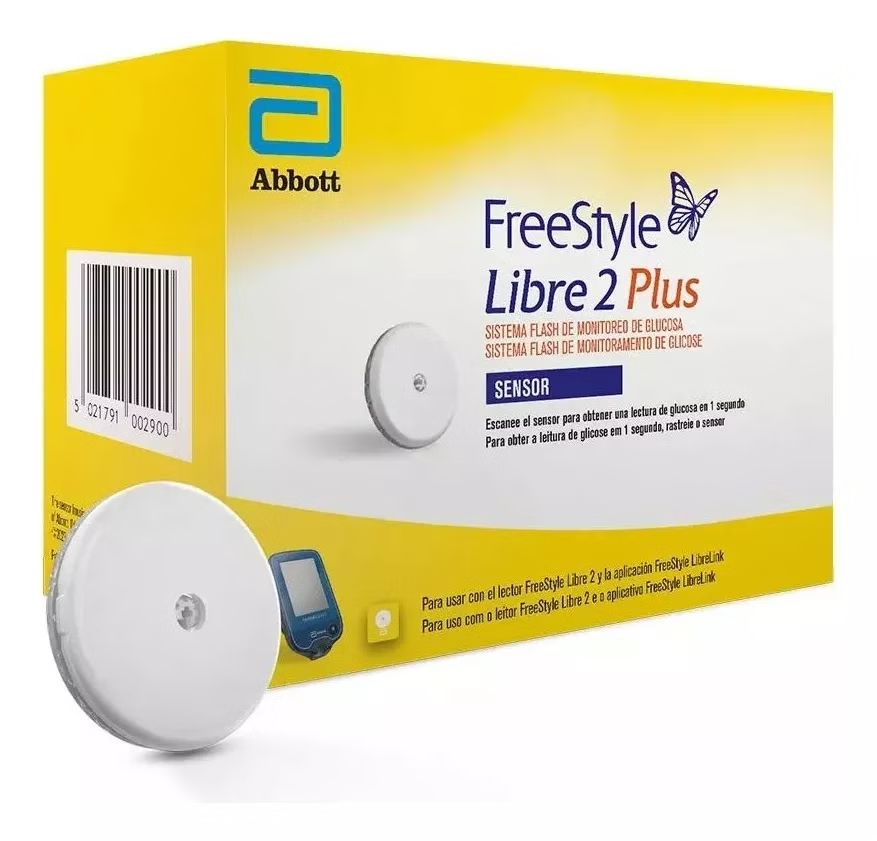 Abbott
FreeStyle
Libre 2 Plus
SISTEMA FLASH DE MONITOREO DE GLUCOSA
SISTEMA FLASH DE MONITORAMENTO DE GLICOSE
SENSOR
Escanee el sensor para obtener una lectura de glucosa en 1 segundo
Para obter a leitura de glicose em 1 segundo, rastreie o sensor
5 021791 002900
Para usar con el lector FreeStyle Libre 2 y la aplicación FreeStyle LibreLink
Para uso com o leitor FreeStyle Libre 2 e o aplicativo FreeStyle LibreLink